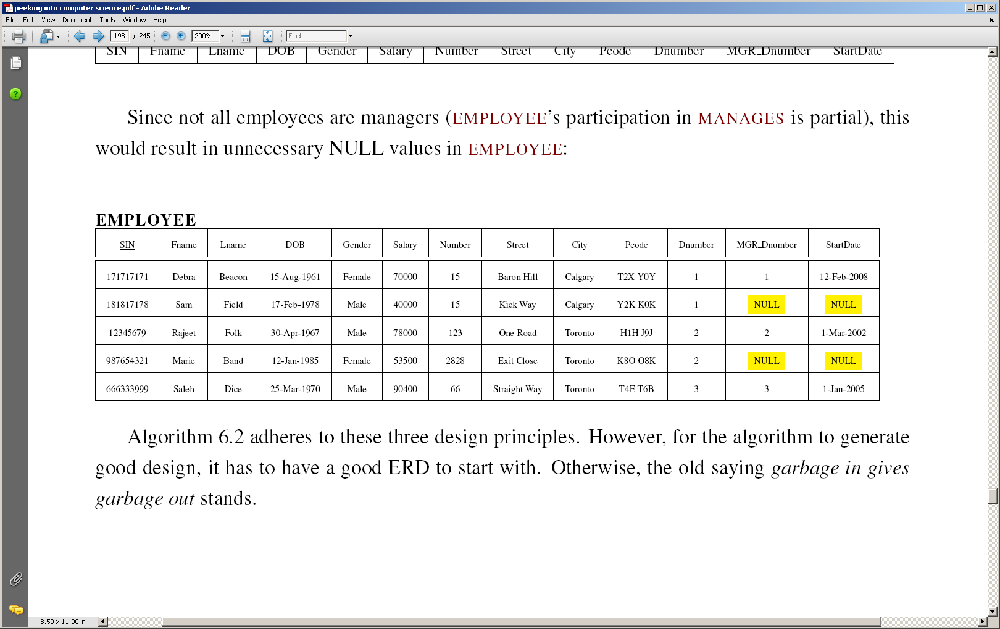 peeking into computer science.pdf - Adobe Reader
File Edit View Document Tools Window Help
198 / 245 200% Find
SIN Fname Lname DOB Gender Salary Number Street City Pcode Dnumber MGR_Dnumber StartDate
Since not all employees are managers (EMPLOYEE's participation in MANAGES is partial), this
would result in unnecessary NULL values in EMPLOYEE:
EMPLOYEE
SIN Fname Lname DOB Gender Salary Number Street City Pcode Dnumber MGR_Dnumber StartDate
171717171 Debra Beacon 15-Aug-1961 Female 70000 15 Baron Hill Calgary T2X Y0Y 1 1 12-Feb-2008
181817178 Sam Field 17-Feb-1978 Male 40000 15 Kick Way Calgary Y2K K0K 1 NULL NULL
12345679 Rajeet Folk 30-Apr-1967 Male 78000 123 One Road Toronto H1H J9J 2 2 1-Mar-2002
987654321 Marie Band 12-Jan-1985 Female 53500 2828 Exit Close Toronto K8O O8K 2 NULL NULL
666333999 Saleh Dice 25-Mar-1970 Male 90400 66 Straight Way Toronto T4E T6B 3 3 1-Jan-2005
Algorithm 6.2 adheres to these three design principles. However, for the algorithm to generate
good design, it has to have a good ERD to start with. Otherwise, the old saying garbage in gives
garbage out stands.
8.50 x 11.00 in